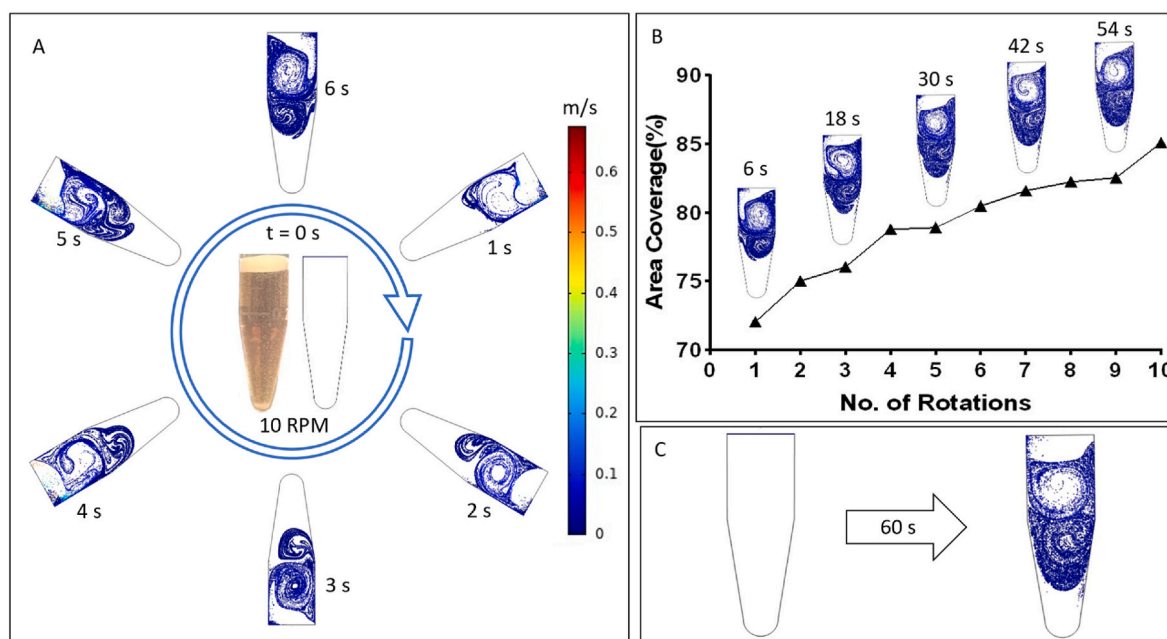 A
6 s
1 s
2 s
3 s
4 s
5 s
t = 0 s
10 RPM
m/s
0.6
0.5
0.4
0.3
0.2
0.1
0
B
Area Coverage(%)
90
85
80
75
70
0 1 2 3 4 5 6 7 8 9 10
No. of Rotations
6 s
18 s
30 s
42 s
54 s
C
60 s